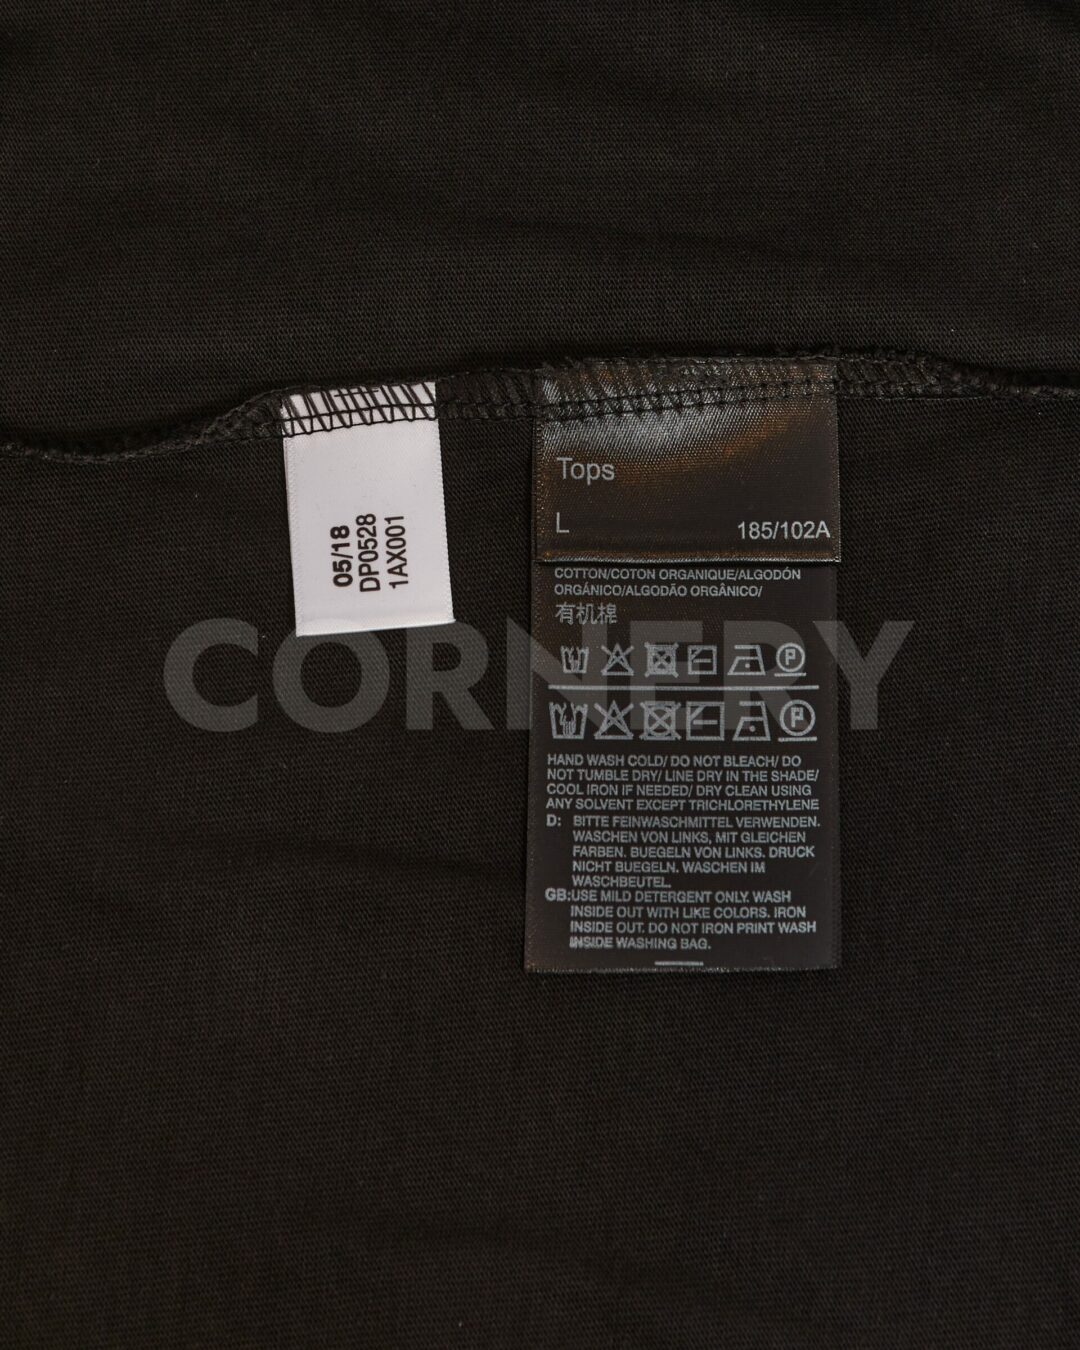 05/18
DP0528
1AX001
Tops
L 185/102A
COTTON/COTON ORGANIQUE/ALGODÓN
ORGÁNICO/ALGODÃO ORGÂNICO/
有机棉
CORNERY
HAND WASH COLD/ DO NOT BLEACH/ DO
NOT TUMBLE DRY/ LINE DRY IN THE SHADE/
COOL IRON IF NEEDED/ DRY CLEAN USING
ANY SOLVENT EXCEPT TRICHLORETHYLENE
D: BITTE FEINWASCHMITTEL VERWENDEN.
WASCHEN VON LINKS, MIT GLEICHEN
FARBEN. BUEGELN VON LINKS. DRUCK
NICHT BUEGELN. WASCHEN IM
WASCHBEUTEL.
GB:USE MILD DETERGENT ONLY. WASH
INSIDE OUT WITH LIKE COLORS. IRON
INSIDE OUT. DO NOT IRON PRINT WASH
INSIDE WASHING BAG.